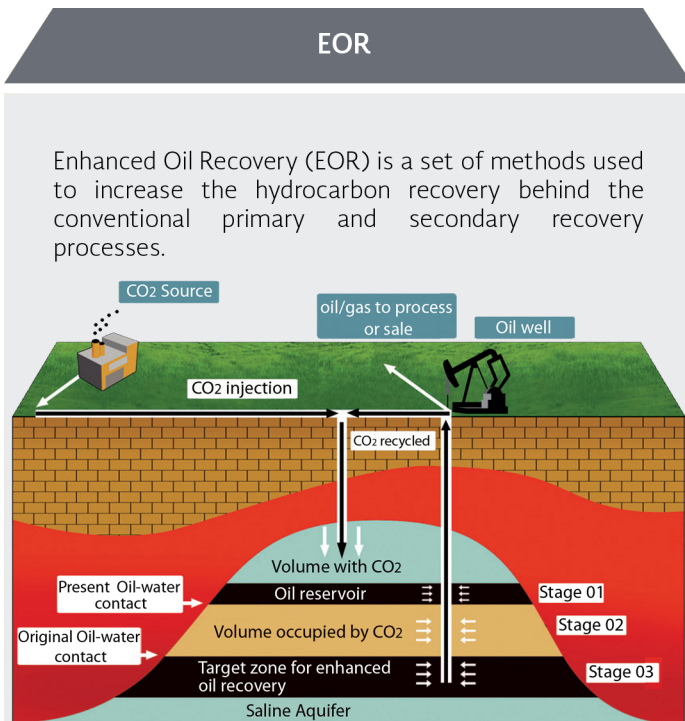 EOR
Enhanced Oil Recovery (EOR) is a set of methods used
to increase the hydrocarbon recovery behind the
conventional primary and secondary recovery
processes.
CO2 Source
oil/gas to process
or sale
Oil well
CO2 injection
CO2 recycled
Volume with CO2
Present Oil-water
contact
Oil reservoir
Stage 01
Original Oil-water
contact
Volume occupied by CO2
Stage 02
Target zone for enhanced
oil recovery
Stage 03
Saline Aquifer